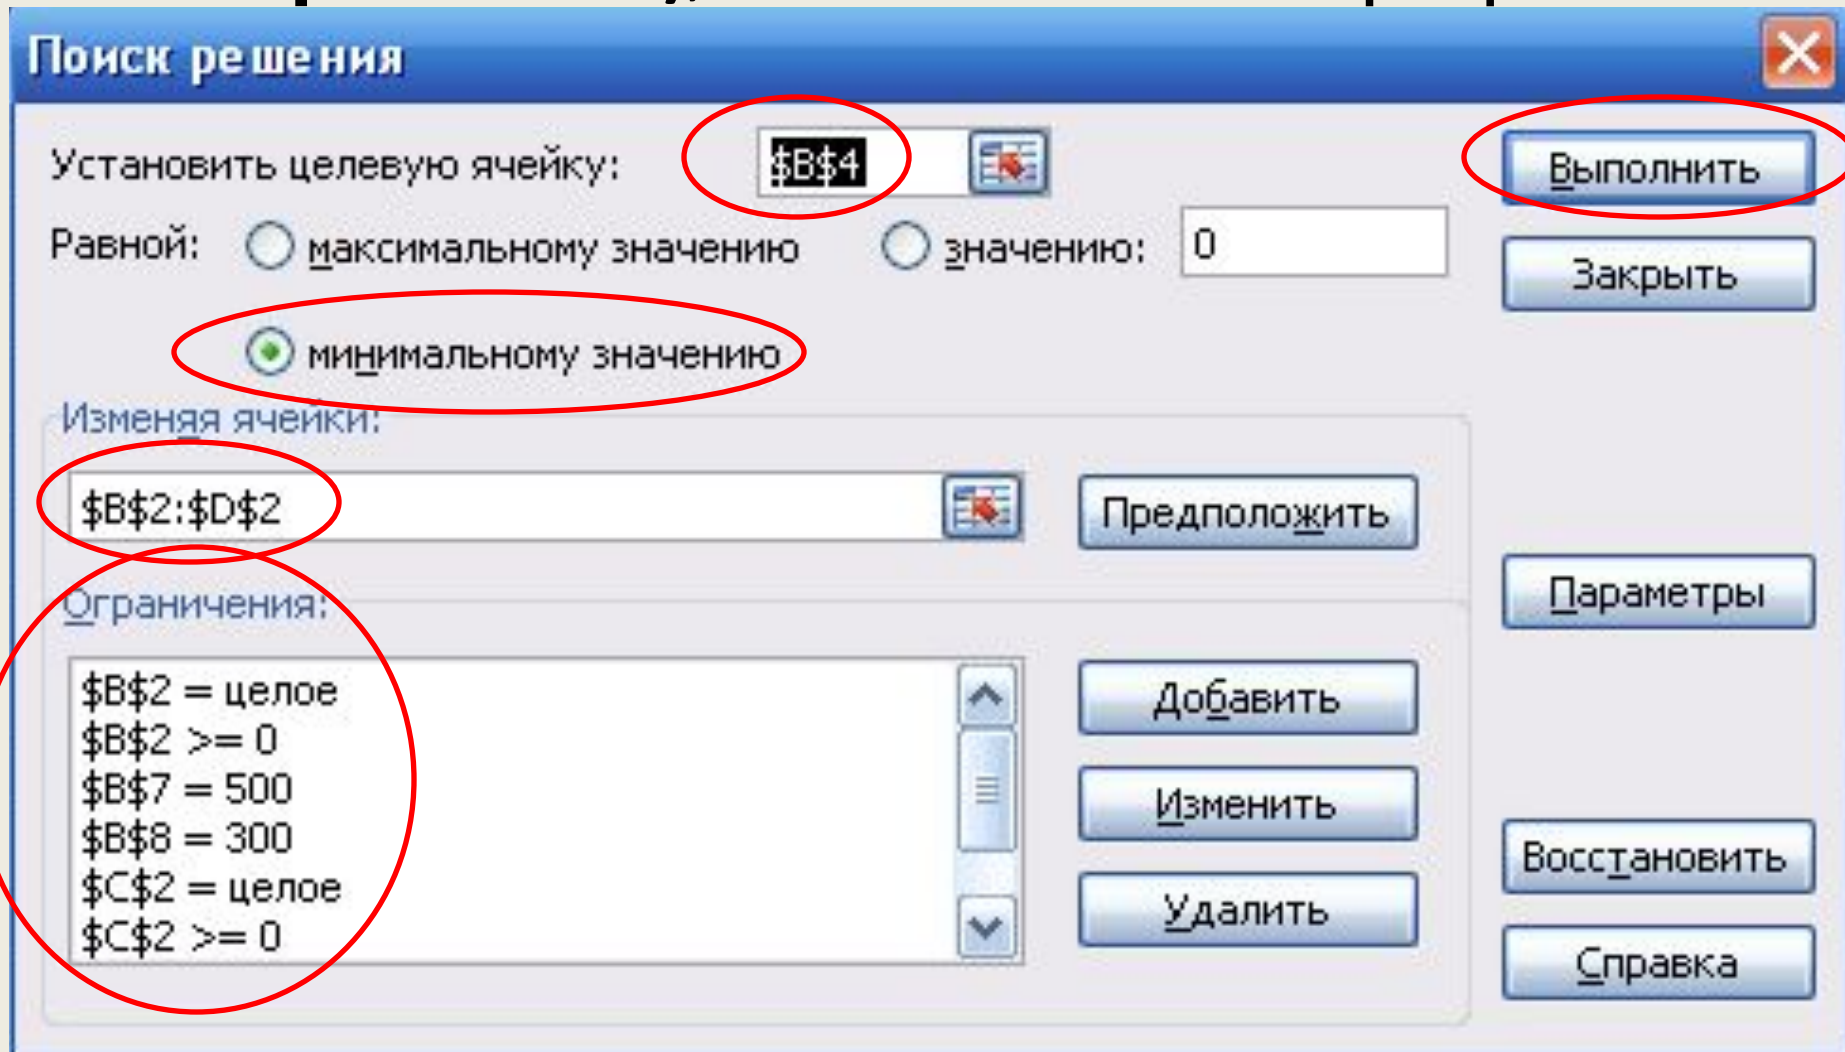 Поиск решения
Установить целевую ячейку: $B$4 Выполнить
Равной: максимальному значению значению: 0 Закрыть
минимальному значению
Изменяя ячейки:
$B$2:$D$2 Предположить
Ограничения: Параметры
$B$2 = целое Добавить
$B$2 >= 0
$B$7 = 500 Изменить
$B$8 = 300 Восстановить
$C$2 = целое Удалить
$C$2 >= 0 Справка